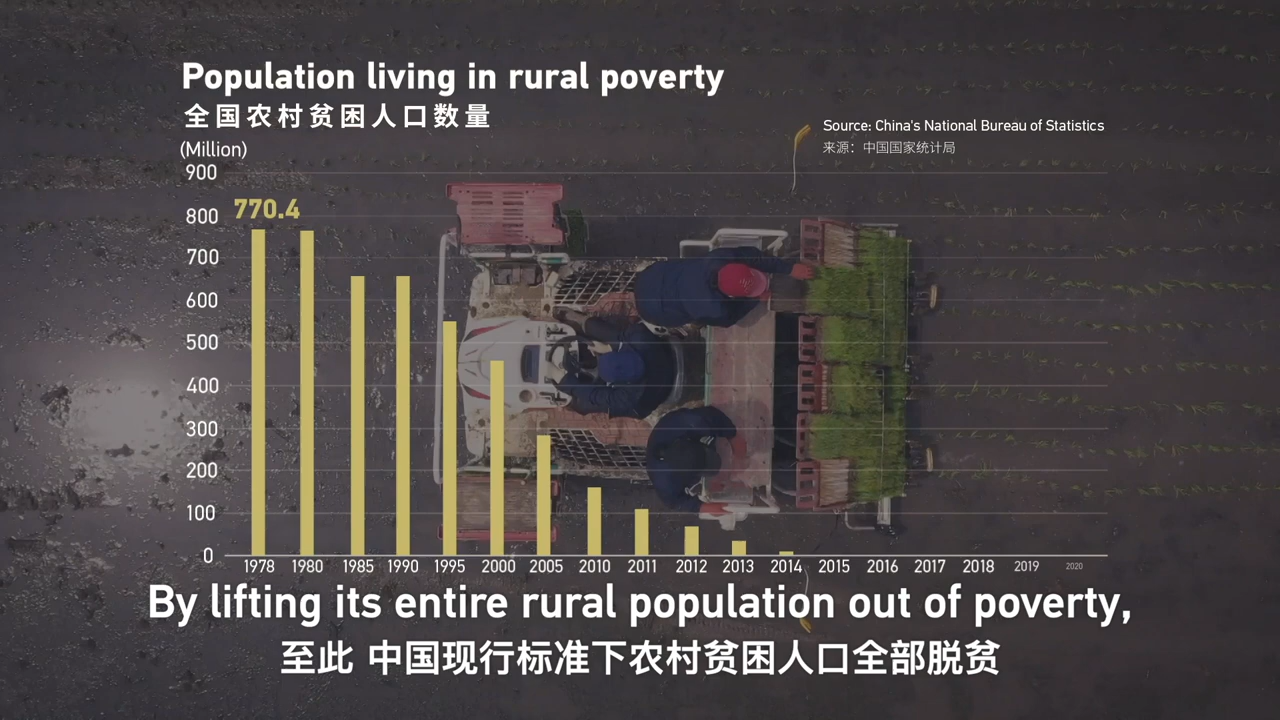 Population living in rural poverty
全国农村贫困人口数量
(Million)
Source: China's National Bureau of Statistics
来源：中国国家统计局
900
800
770.4
700
600
500
400
300
200
100
0
1978 1980 1985 1990 1995 2000 2005 2010 2011 2012 2013 2014 2015 2016 2017 2018 2019 2020
By lifting its entire rural population out of poverty,
至此 中国现行标准下农村贫困人口全部脱贫